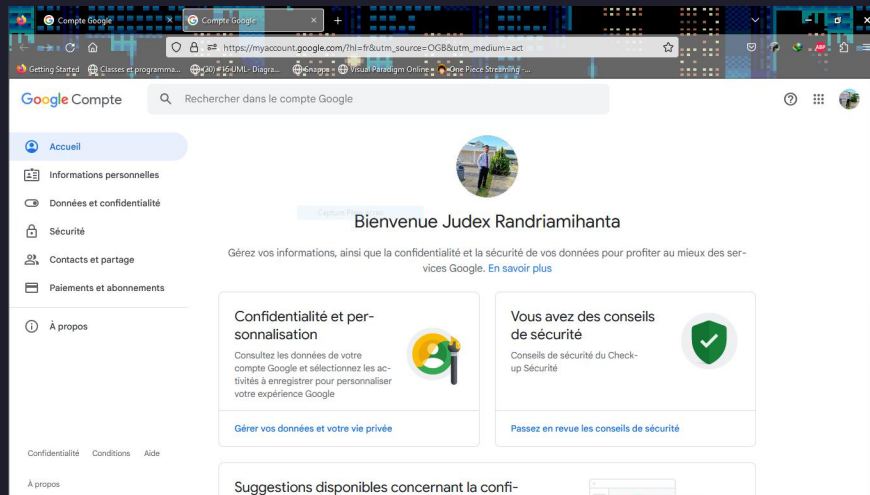 Compte Google
Compte Google
https://myaccount.google.com/?hl=fr&utm_source=OGB&utm_medium=act
Getting Started
Classes et programma...
UML- Diagra...
Visual Paradigm Online
One Piece Streaming -...
Google Compte
Rechercher dans le compte Google
Accueil
Informations personnelles
Données et confidentialité
Sécurité
Contacts et partage
Paiements et abonnements
À propos
Confidentialité Conditions Aide
À propos
Bienvenue Judex Randriamihanta
Gérez vos informations, ainsi que la confidentialité et la sécurité de vos données pour profiter au mieux des ser-
vices Google. En savoir plus
Confidentialité et per-
sonnalisation
Consultez les données de votre
compte Google et sélectionnez les ac-
tivités à enregistrer pour personnaliser
votre expérience Google
Gérer vos données et votre vie privée
Vous avez des conseils
de sécurité
Conseils de sécurité du Check-
up Sécurité
Passez en revue les conseils de sécurité
Suggestions disponibles concernant la confi-